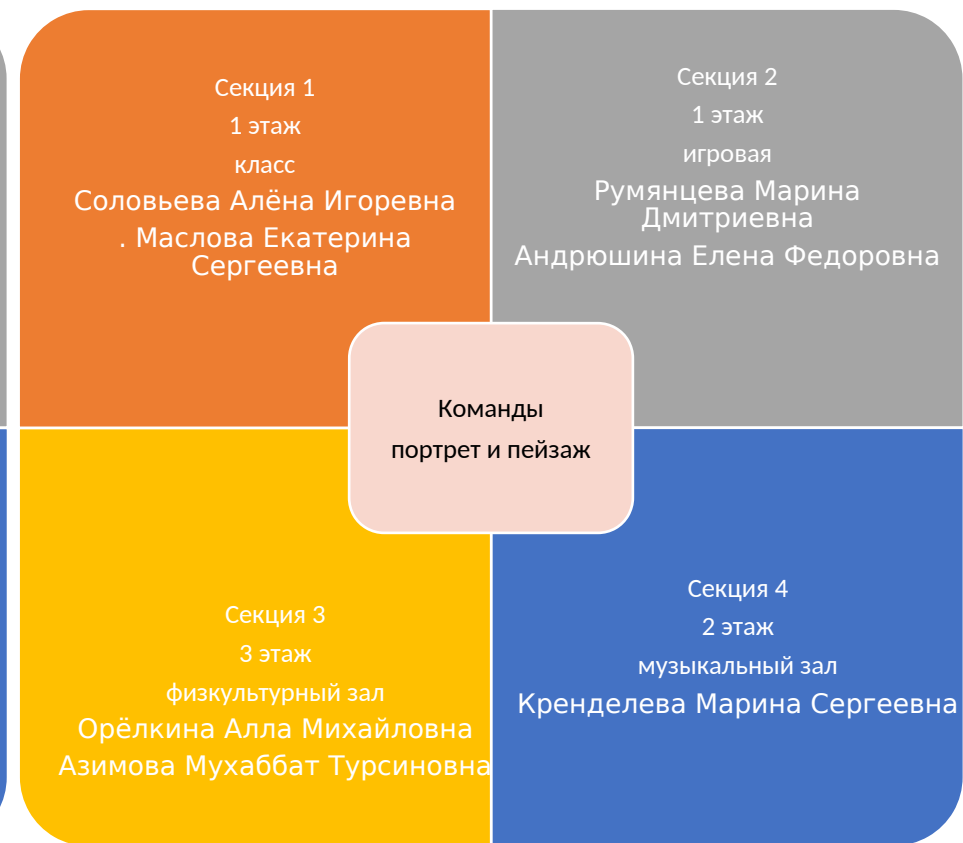 Секция 1
1 этаж
класс
Соловьева Алёна Игоревна
. Маслова Екатерина
Сергеевна
Секция 2
1 этаж
игровая
Румянцева Марина
Дмитриевна
Андрюшина Елена Федоровна
Команды
портрет и пейзаж
Секция 3
3 этаж
физкультурный зал
Орёлкина Алла Михайловна
Азимова Мухаббат Турсиновна
Секция 4
2 этаж
музыкальный зал
Кренделева Марина Сергеевна